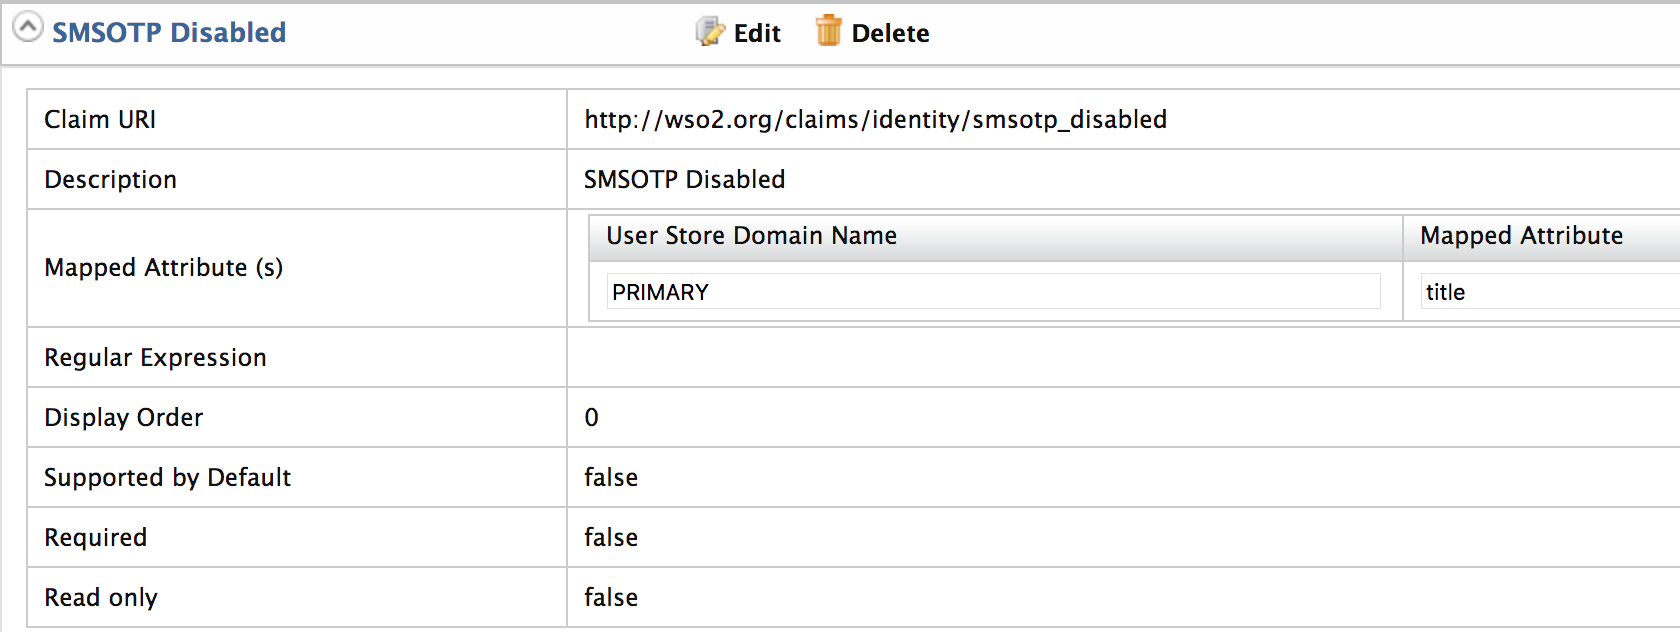 SMSOTP Disabled Edit Delete
Claim URI http://wso2.org/claims/identity/smsotp_disabled
Description SMSOTP Disabled
User Store Domain Name Mapped Attribute
Mapped Attribute (s)
PRIMARY title
Regular Expression
Display Order 0
Supported by Default false
Required false
Read only false